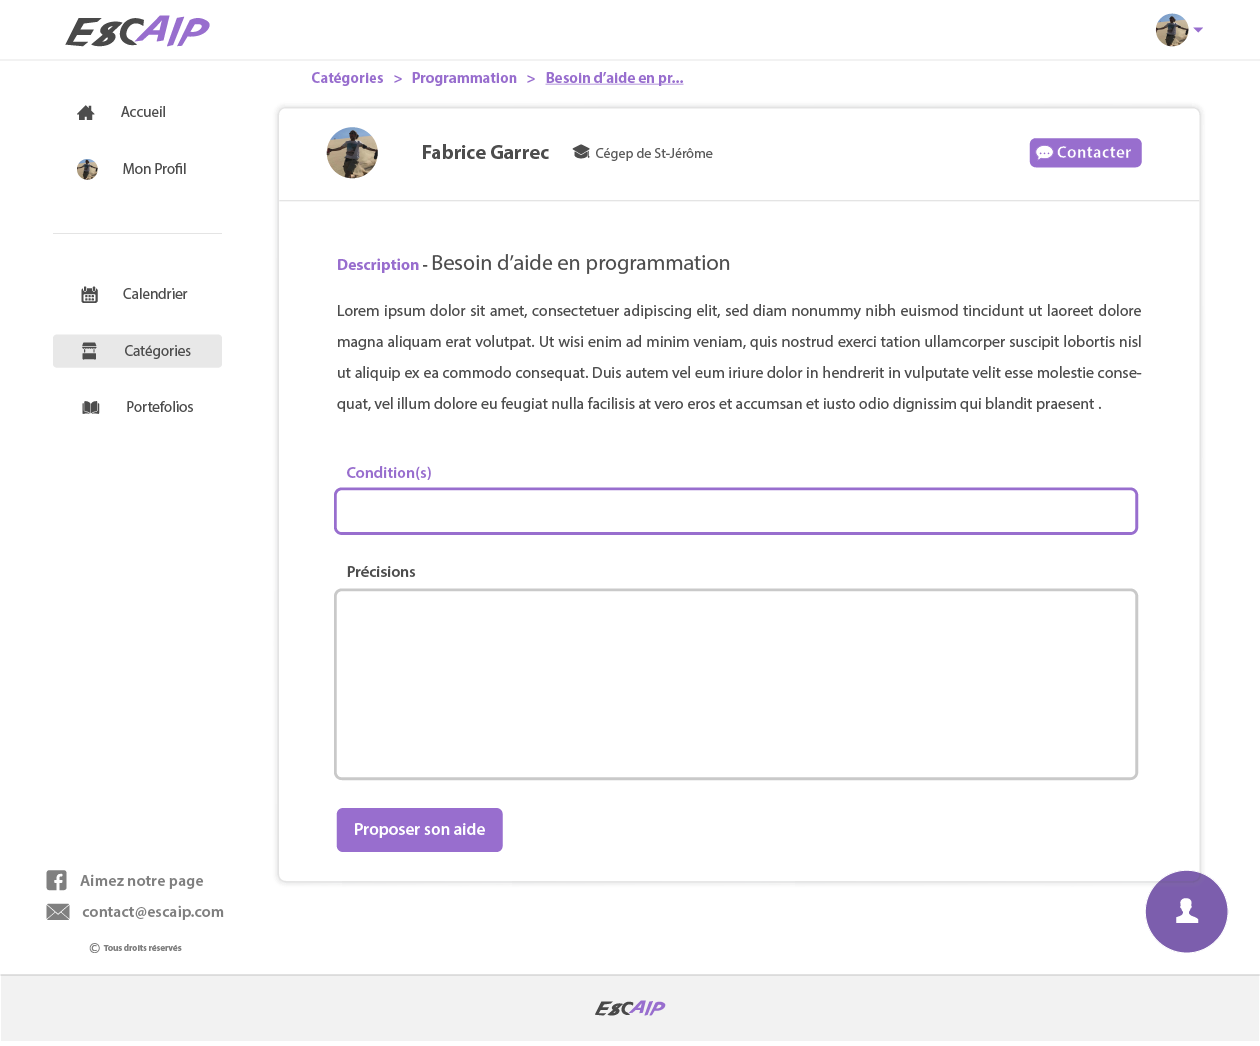 EsCAIP
Catégories > Programmation > Besoin d’aide en pr...
Accueil
Mon Profil
Calendrier
Catégories
Portefolios
Fabrice Garrec
Cégep de St-Jérôme
Contacter
Description - Besoin d’aide en programmation
Lorem ipsum dolor sit amet, consectetuer adipiscing elit, sed diam nonummy nibh euismod tincidunt ut laoreet dolore
magna aliquam erat volutpat. Ut wisi enim ad minim veniam, quis nostrud exerci tation ullamcorper suscipit lobortis nisl
ut aliquip ex ea commodo consequat. Duis autem vel eum iriure dolor in hendrerit in vulputate velit esse molestie conse-
quat, vel illum dolore eu feugiat nulla facilisis at vero eros et accumsan et iusto odio dignissim qui blandit praesent .
Condition(s)
Précisions
Proposer son aide
Aimez notre page
contact@escaip.com
© Tous droits réservés
EsCAIP